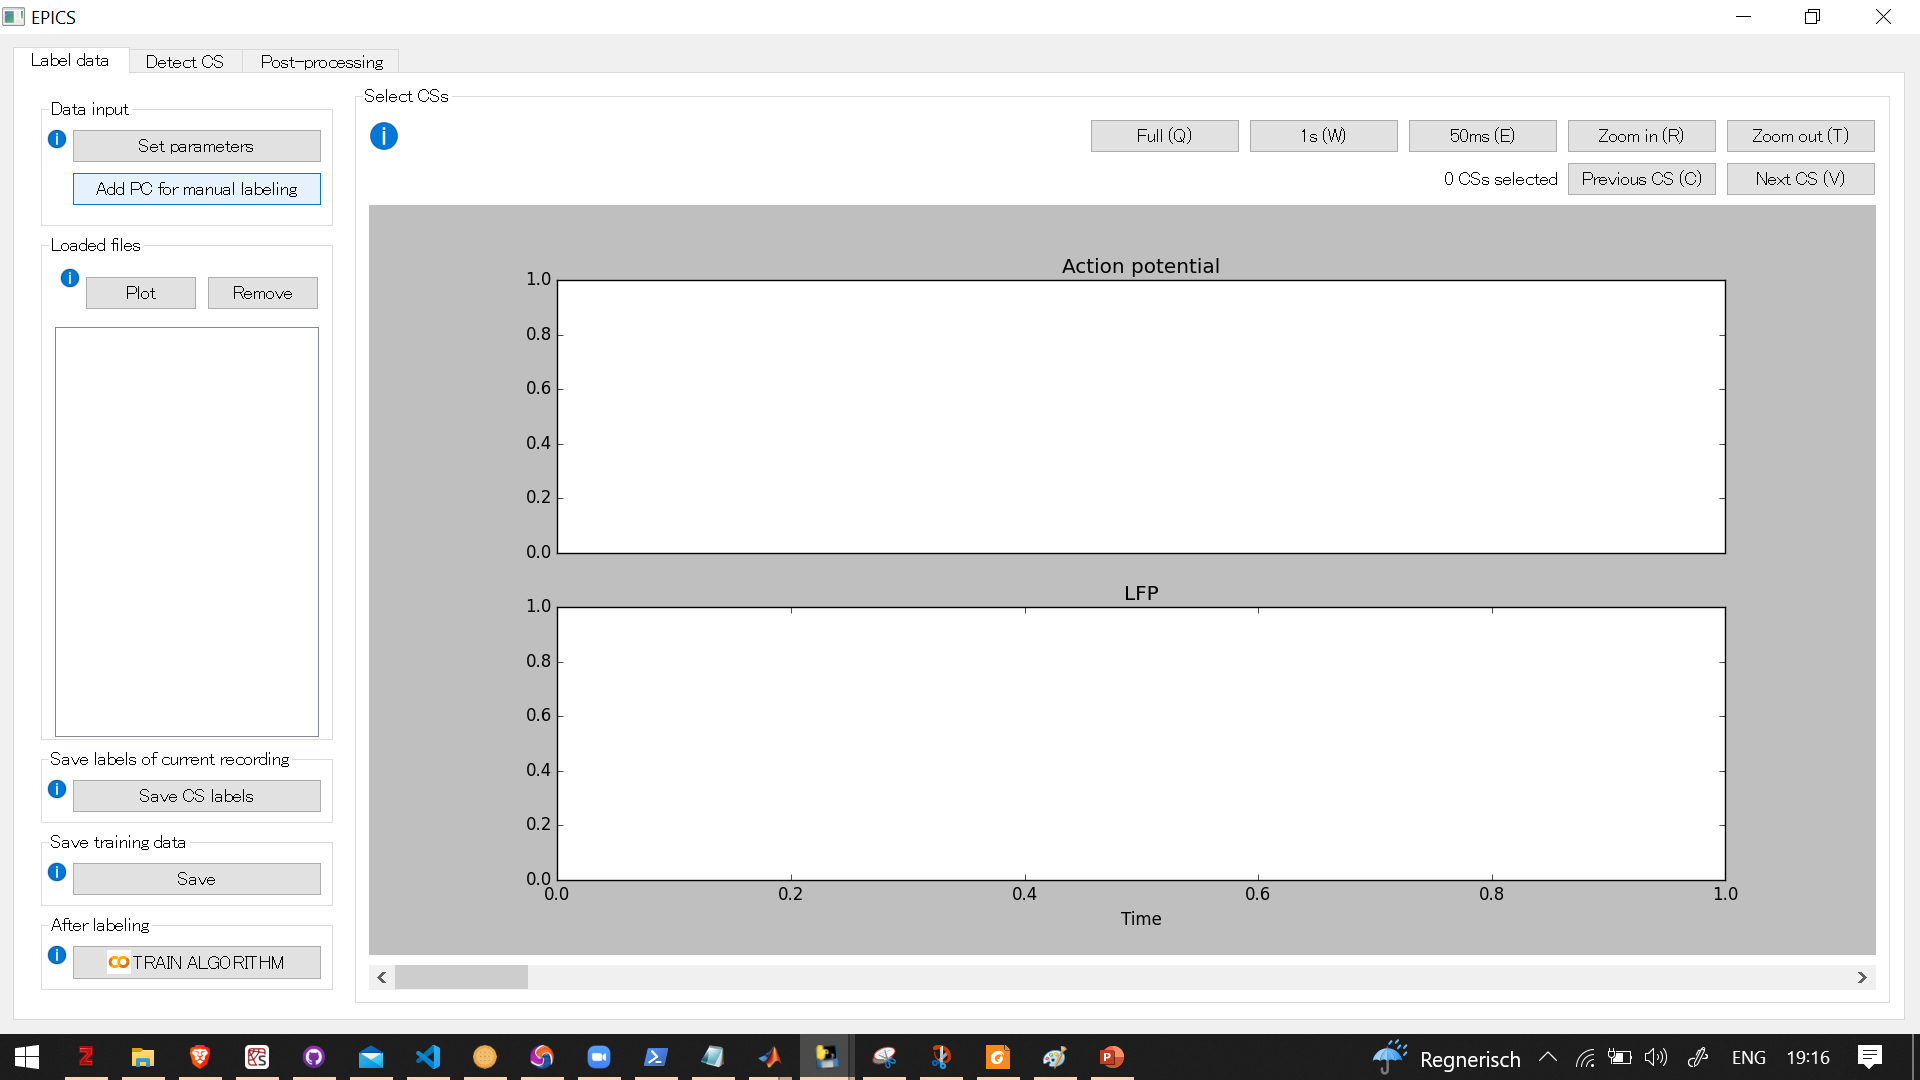 EPICS
Label data
Detect CS
Post-processing
Data input
Set parameters
Add PC for manual labeling
Loaded files
Plot
Remove
Save labels of current recording
Save CS labels
Save training data
Save
After labeling
TRAIN ALGORITHM
Select CSs
Full (Q)
1s (W)
50ms (E)
Zoom in (R)
Zoom out (T)
0 CSs selected
Previous CS (C)
Next CS (V)
Action potential
1.0
0.8
0.6
0.4
0.2
0.0
LFP
1.0
0.8
0.6
0.4
0.2
0.0
0.0 0.2 0.4 0.6 0.8 1.0
Time
Regnerisch
ENG
19:16